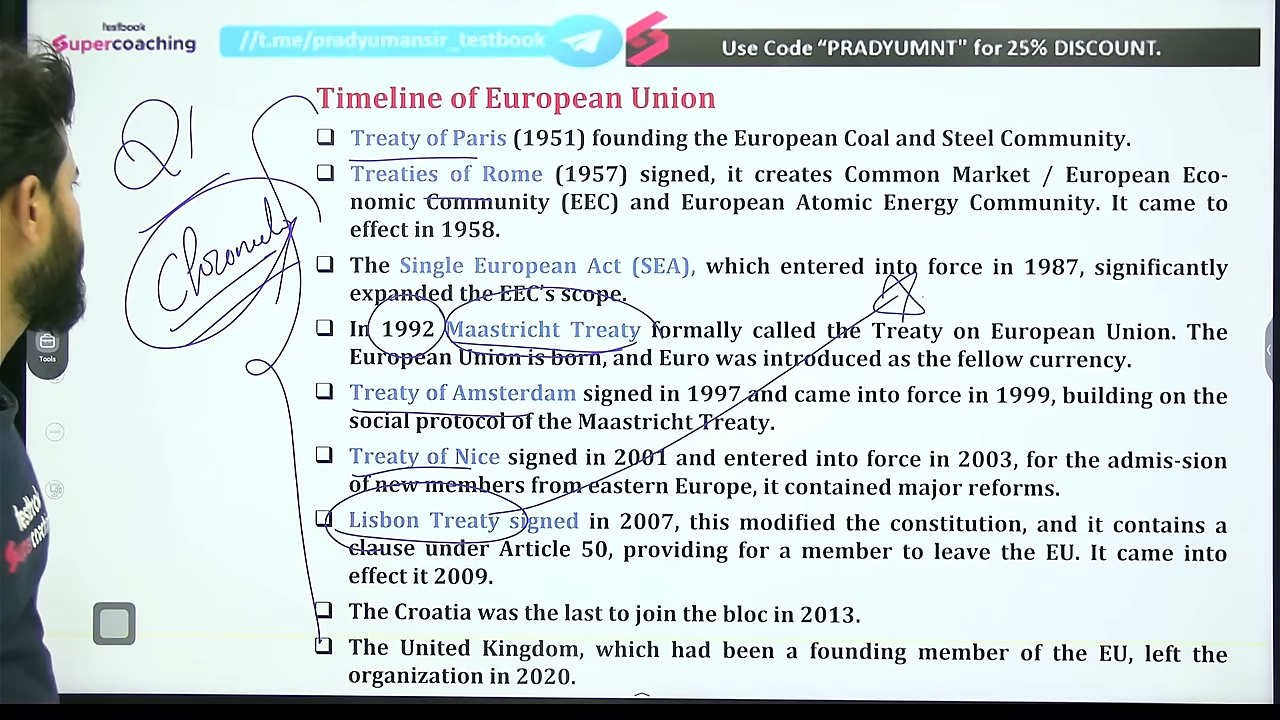 testbook
Supercoaching
//t.me/pradyumansir_testbook
Use Code “PRADYUMNT" for 25% DISCOUNT.
Timeline of European Union
Q1
❑ Treaty of Paris (1951) founding the European Coal and Steel Community.
❑ Treaties of Rome (1957) signed, it creates Common Market / European Eco-
nomic Community (EEC) and European Atomic Energy Community. It came to
effect in 1958.
❑ The Single European Act (SEA), which entered into force in 1987, significantly
expanded the EEC's scope.
❑ In 1992 Maastricht Treaty formally called the Treaty on European Union. The
European Union is born, and Euro was introduced as the fellow currency.
Tools
❑ Treaty of Amsterdam signed in 1997 and came into force in 1999, building on the
social protocol of the Maastricht Treaty.
❑ Treaty of Nice signed in 2001 and entered into force in 2003, for the admis-sion
of new members from eastern Europe, it contained major reforms.
❑ Lisbon Treaty signed in 2007, this modified the constitution, and it contains a
clause under Article 50, providing for a member to leave the EU. It came into
effect it 2009.
❑ The Croatia was the last to join the bloc in 2013.
❑ The United Kingdom, which had been a founding member of the EU, left the
organization in 2020.